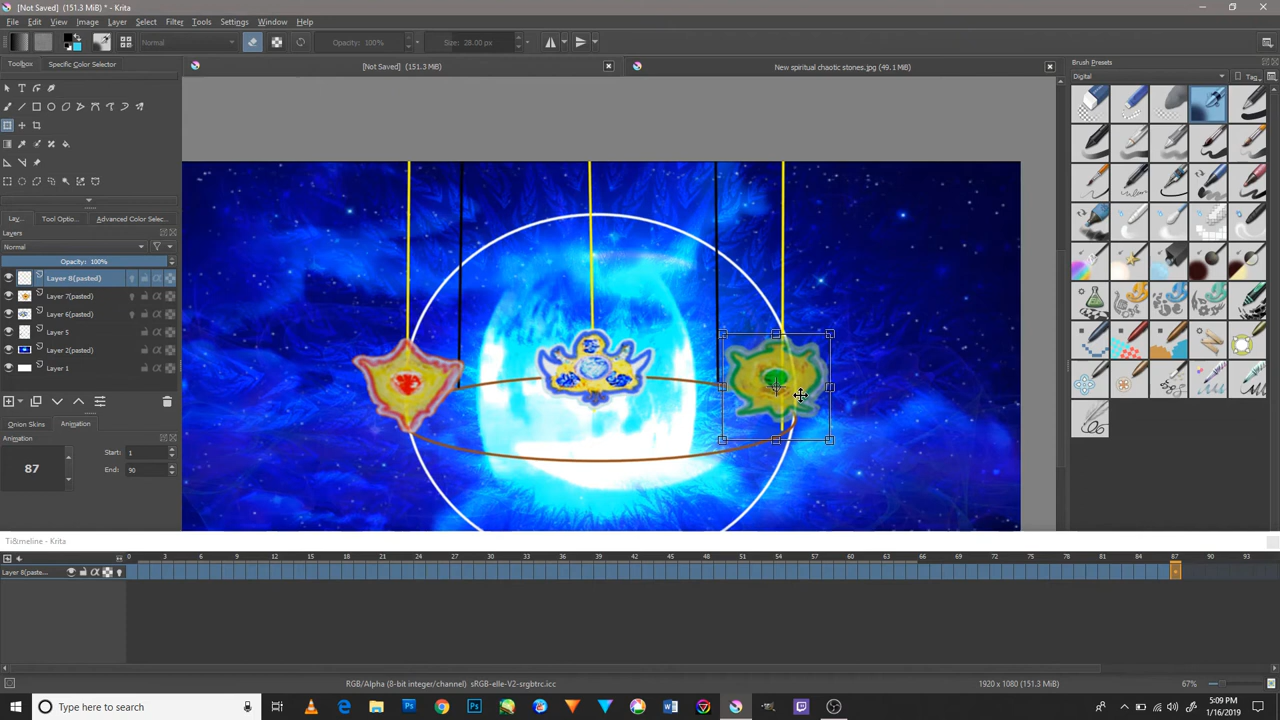 [Not Saved] (151.3 MiB) * - Krita
File Edit View Image Layer Select Filter Tools Settings Window Help
Normal Opacity: 100% Size: 28.00 px
Toolbox Specific Color Selector [Not Saved] (151.3 MiB) New spiritual chaotic stones.jpg (49.1 MiB) Brush Presets
Digital Tag
Lay... Tool Optio... Advanced Color Selec...
Layers
Normal
Opacity: 100%
Layer 8(pasted)
Layer 7(pasted)
Layer 6(pasted)
Layer 5
Layer 2(pasted)
Layer 1
Onion Skins Animation
Animation
87 Start: 1
End: 90
Ti&meline - Krita
0 3 6 9 12 15 18 21 24 27 30 33 36 39 42 45 48 51 54 57 60 63 66 69 72 75 78 81 84 87 90 93
Layer 8(paste...
RGB/Alpha (8-bit integer/channel) sRGB-elle-V2-srgbtrc.icc 1920 x 1080 (151.3 MiB) 67%
Type here to search 5:09 PM
1/16/2019